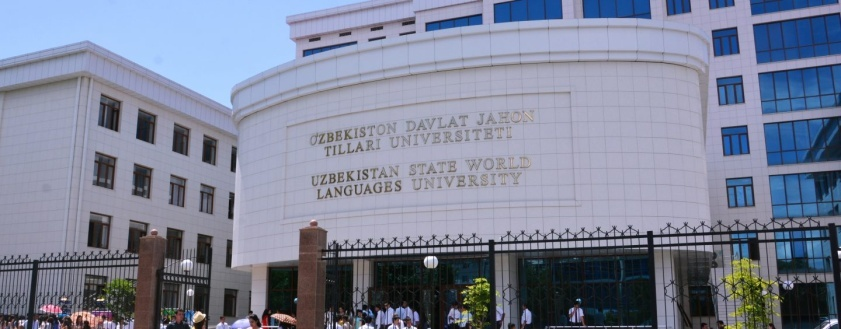 O'ZBEKISTON DAVLAT JAHON
TILLARI UNIVERSITETI
UZBEKISTAN STATE WORLD
LANGUAGES UNIVERSITY